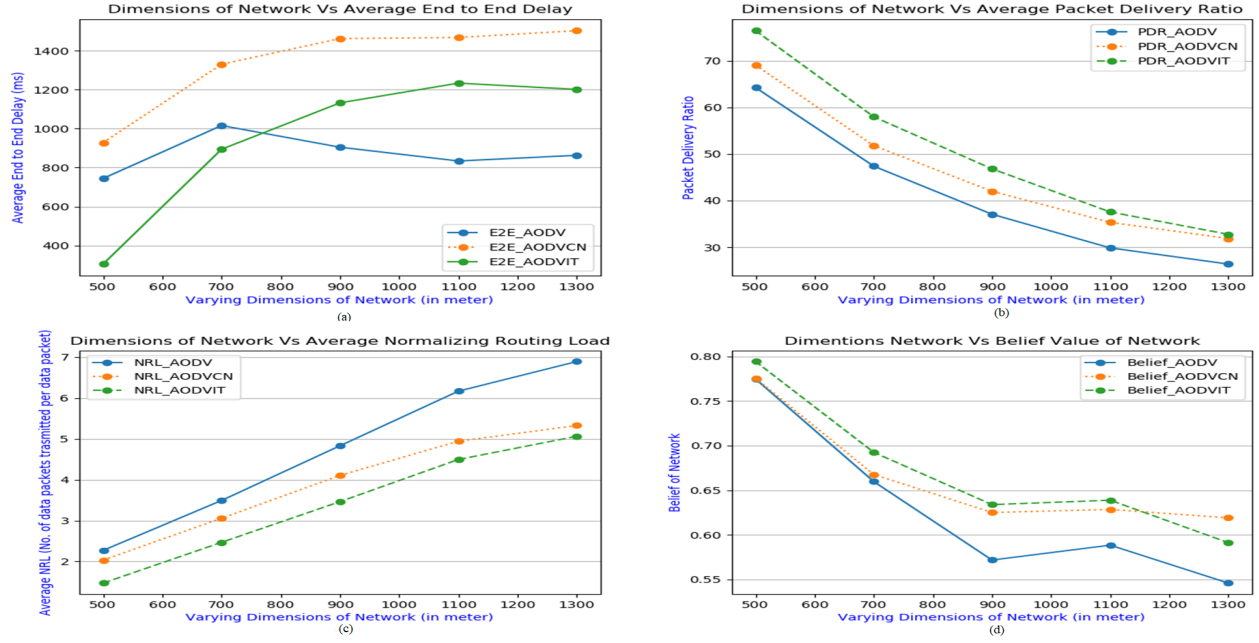 Dimensions of Network Vs Average End to End Delay
Average End to End Delay (ms)
1400
1200
1000
800
600
400
E2E_AODV
E2E_AODVCN
E2E_AODVIT
500 600 700 800 900 1000 1100 1200 1300
Varying Dimensions of Network (in meter)
(a)
Dimensions of Network Vs Average Packet Delivery Ratio
Packet Delivery Ratio
70
60
50
40
30
PDR_AODV
PDR_AODVCN
PDR_AODVIT
500 600 700 800 900 1000 1100 1200 1300
Varying Dimensions of Network (in meter)
(b)
Dimensions of Network Vs Average Normalizing Routing Load
Average NRL (No. of data packets trasmitted per data packet)
7
6
5
4
3
2
NRL_AODV
NRL_AODVCN
NRL_AODVIT
500 600 700 800 900 1000 1100 1200 1300
Varying Dimensions of Network (in meter)
(c)
Dimentions Network Vs Belief Value of Network
Belief of Network
0.80
0.75
0.70
0.65
0.60
0.55
Belief_AODV
Belief_AODVCN
Belief_AODVIT
500 600 700 800 900 1000 1100 1200 1300
Varying Dimensions of Network (in meter)
(d)